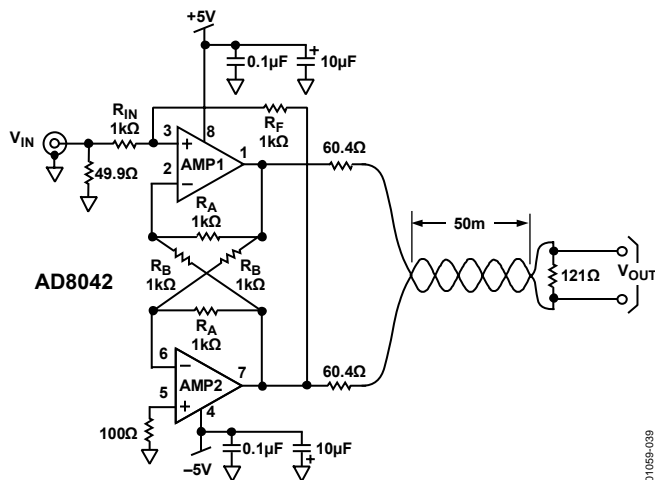 +5V
0.1µF
+
10µF
RIN
1kΩ
RF
1kΩ
VIN
3
+
8
1
AMP1
2
–
49.9Ω
60.4Ω
RA
1kΩ
50m
RB
1kΩ
RB
1kΩ
AD8042
121Ω
VOUT
RA
1kΩ
6
–
7
AMP2
60.4Ω
5
+
4
100Ω
0.1µF
10µF
+
–5V
01059-039